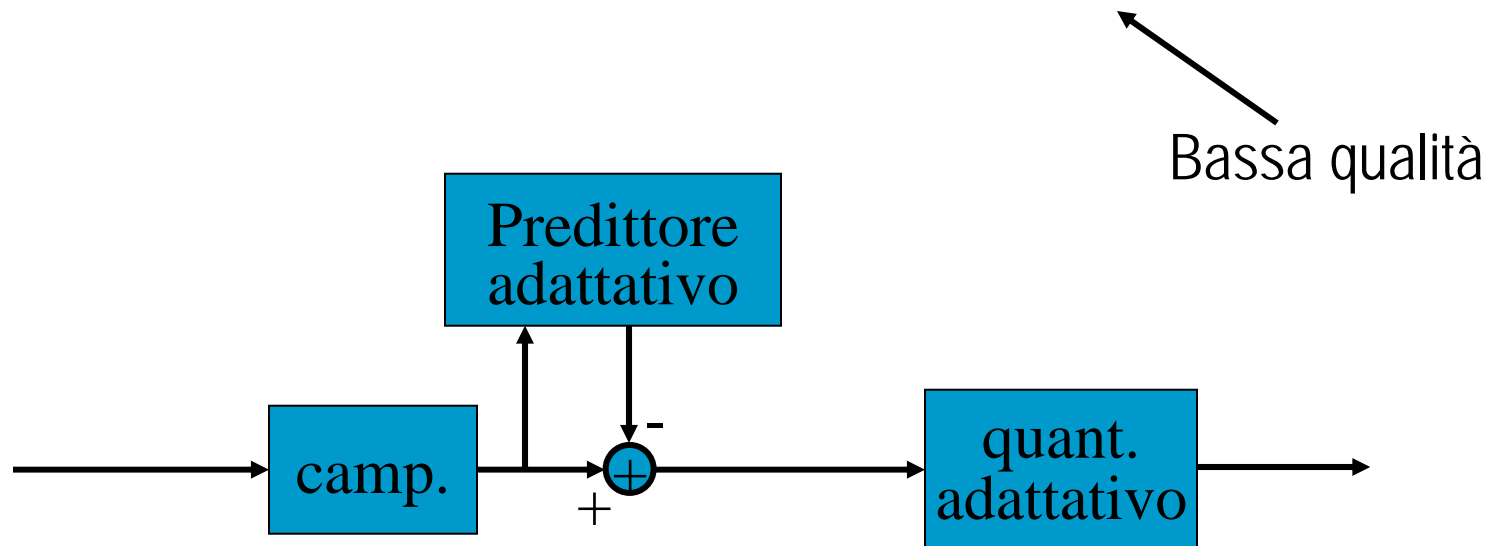 Bassa qualità
Predittore
adattativo
-
camp.
+
+
quant.
adattativo